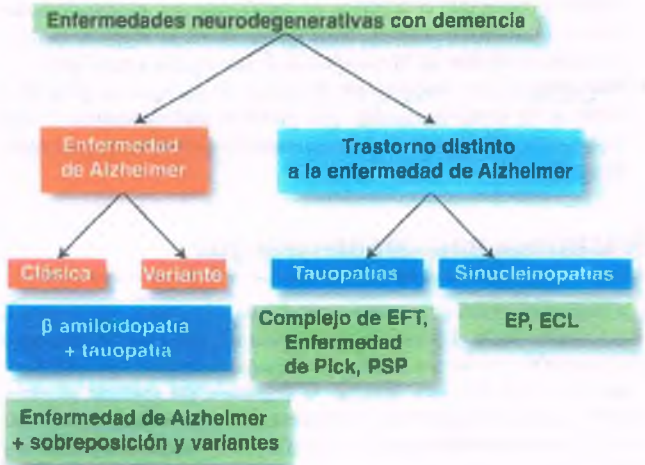 Enfermedades neurodegenerativas con demencia
Enfermedad
de Alzheimer
Trastorno distinto
a la enfermedad de Alzheimer
Clásica
Variante
Tauopatías
Sinucleinopatías
β amiloidopatía
+ tauopatía
Complejo de EFT,
Enfermedad
de Pick, PSP
EP, ECL
Enfermedad de Alzheimer
+ sobreposición y variantes